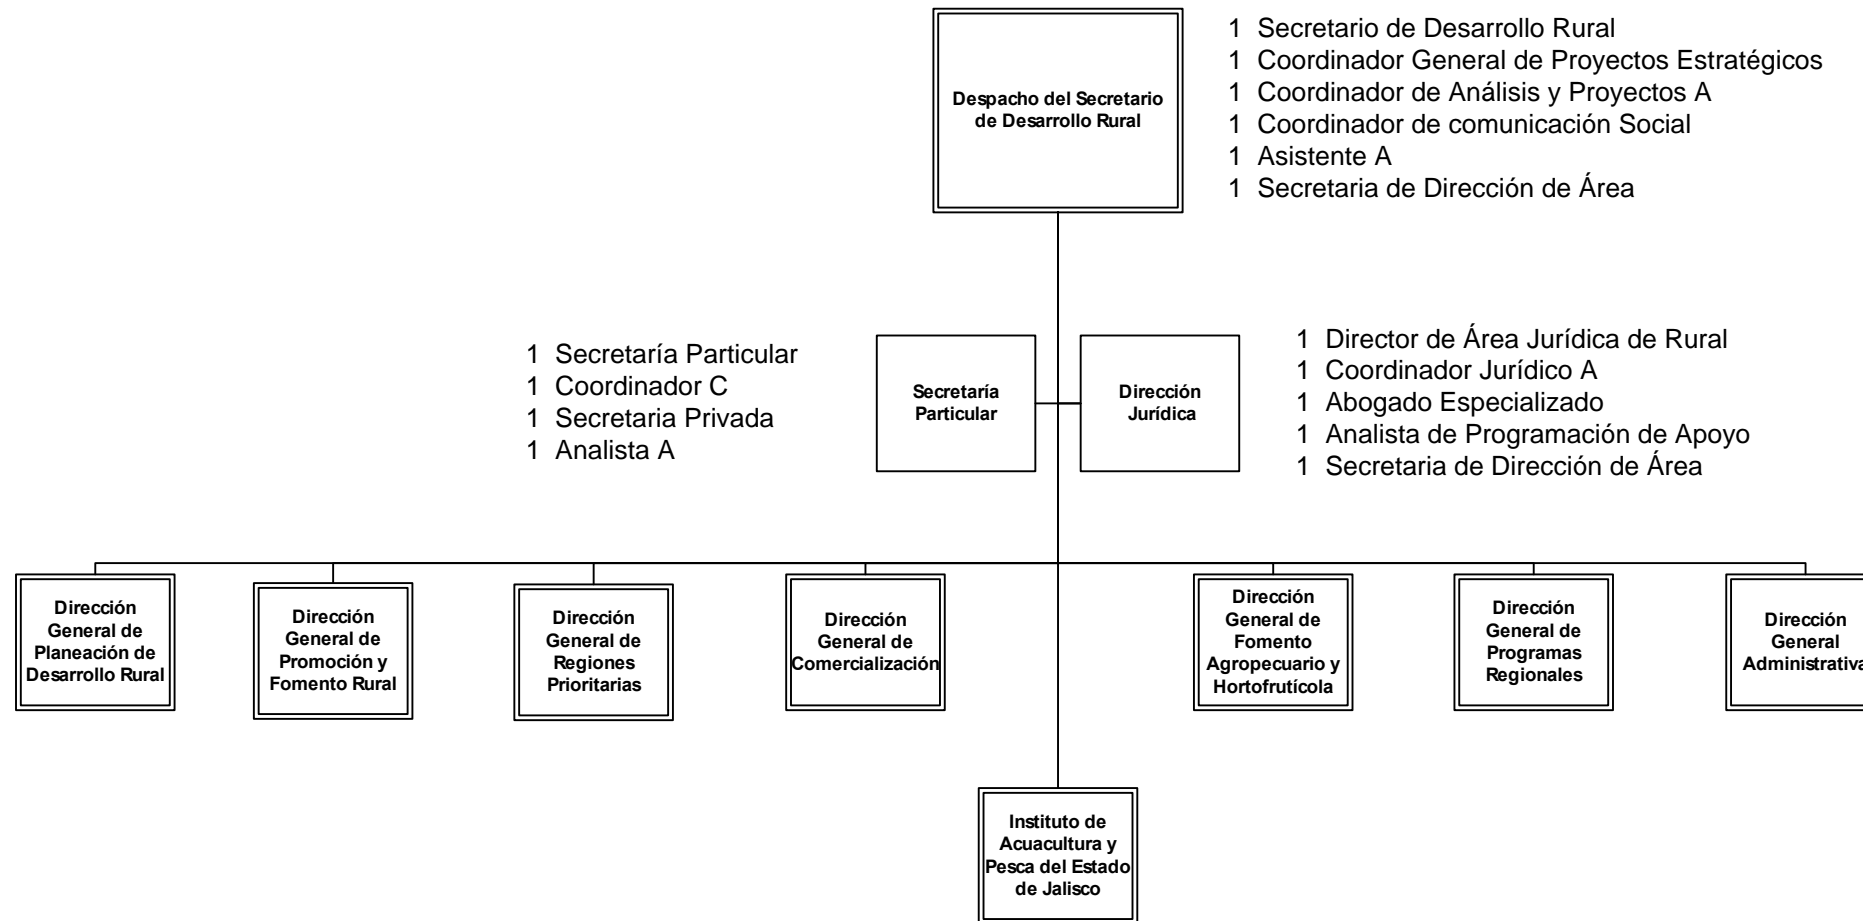 Despacho del Secretario
de Desarrollo Rural
1 Secretario de Desarrollo Rural
1 Coordinador General de Proyectos Estratégicos
1 Coordinador de Análisis y Proyectos A
1 Coordinador de comunicación Social
1 Asistente A
1 Secretaria de Dirección de Área
1 Secretaría Particular
1 Coordinador C
1 Secretaria Privada
1 Analista A
Secretaría
Particular
Dirección
Jurídica
1 Director de Área Jurídica de Rural
1 Coordinador Jurídico A
1 Abogado Especializado
1 Analista de Programación de Apoyo
1 Secretaria de Dirección de Área
Dirección
General de
Planeación de
Desarrollo Rural
Dirección
General de
Promoción y
Fomento Rural
Dirección
General de
Regiones
Prioritarias
Dirección
General de
Comercialización
Dirección
General de
Fomento
Agropecuario y
Hortofrutícola
Dirección
General de
Programas
Regionales
Dirección
General
Administrativa
Instituto de
Acuacultura y
Pesca del Estado
de Jalisco